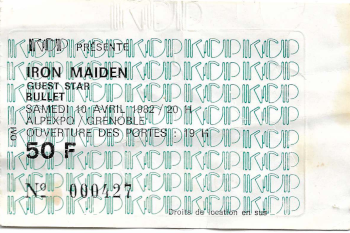 KCP PRÉSENTE
IRON MAIDEN
GUEST STAR
BULLET
SAMEDI 10 AVRIL 1982 / 20 H
ALPEXPO / GRENOBLE
OUVERTURE DES PORTES : 19 H
50 F
Nº 000427
Droits de location en sus